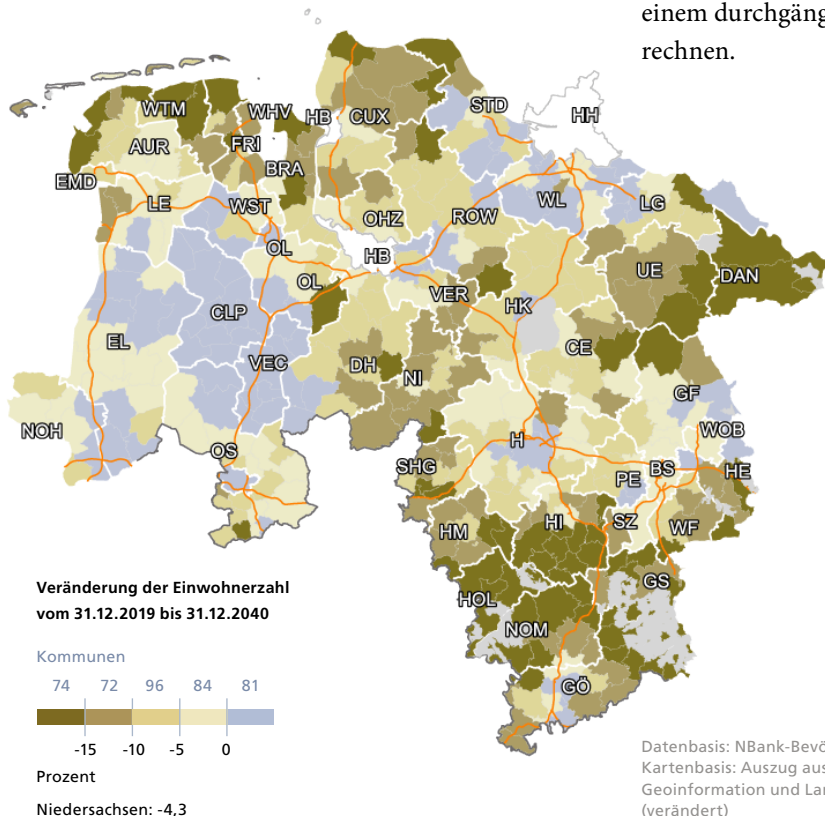 einem durchgäng
rechnen.
WTM
WHV
HB
CUX
STD
HH
AUR
FRI
BRA
EMD
LE
WST
OHZ
ROW
WL
LG
OL
HB
OL
VER
UE
DAN
CLP
HK
EL
VEC
DH
NI
CE
GF
NOH
OS
H
WOB
SHG
PE
BS
HE
HM
HI
SZ
WF
HOL
GS
NOM
GÖ
Veränderung der Einwohnerzahl
vom 31.12.2019 bis 31.12.2040
Kommunen
74 72 96 84 81
-15 -10 -5 0
Prozent
Niedersachsen: -4,3
Datenbasis: NBank-Bevö
Kartenbasis: Auszug aus
Geoinformation und Lan
(verändert)